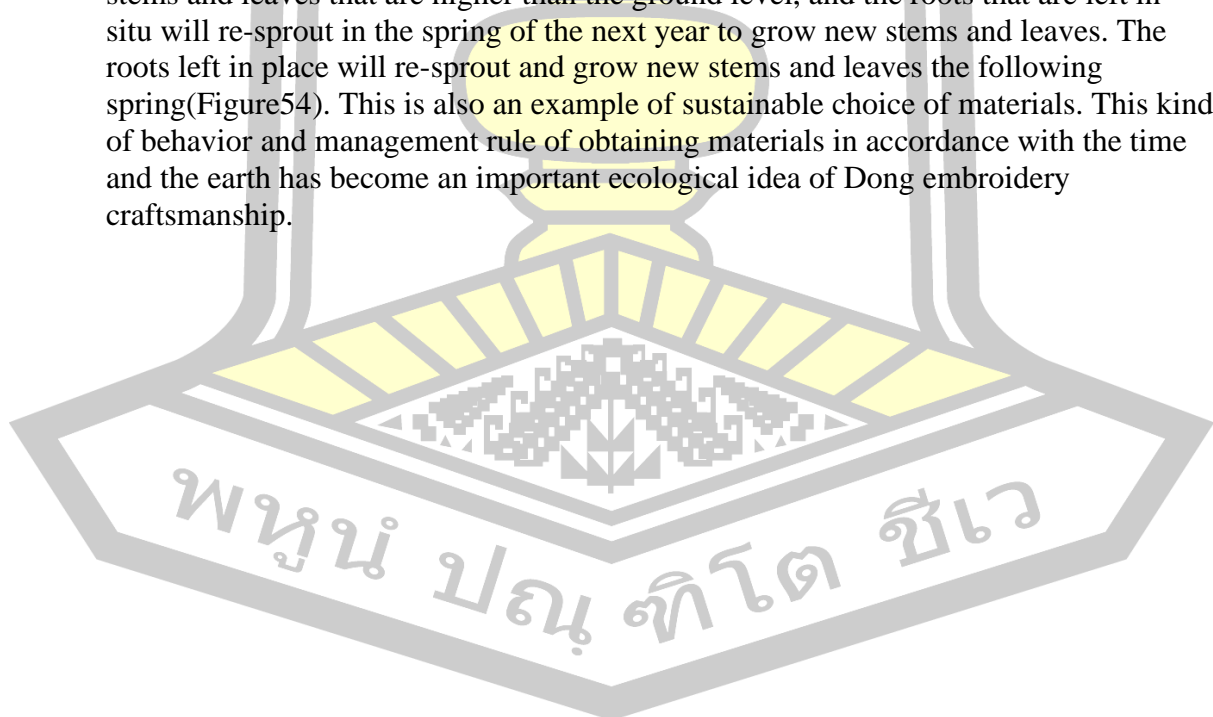 stems and leaves that are higher than the ground level, and the roots that are left in
situ will re-sprout in the spring of the next year to grow new stems and leaves. The
roots left in place will re-sprout and grow new stems and leaves the following
spring(Figure54). This is also an example of sustainable choice of materials. This kind
of behavior and management rule of obtaining materials in accordance with the time
and the earth has become an important ecological idea of Dong embroidery
craftsmanship.
พหูนํ ปณฺฑิโต ชีเว